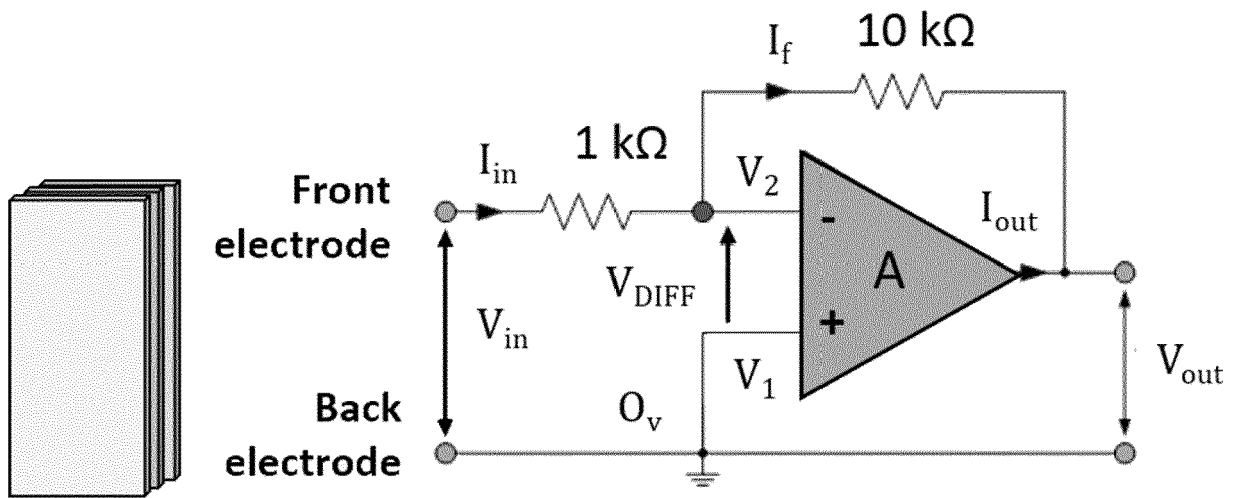 10 kΩ
I_f
1 kΩ
I_in
Front
electrode
V_2
-
I_out
A
V_DIFF
V_in
+
V_1
V_out
Back
electrode
O_v